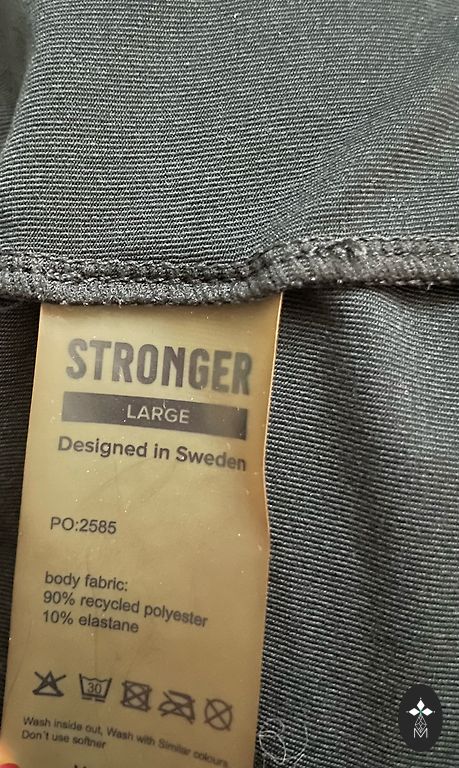 STRONGER
LARGE
Designed in Sweden
PO:2585
body fabric:
90% recycled polyester
10% elastane
30
Wash inside out, Wash with Similar colours
Don't use softner
M